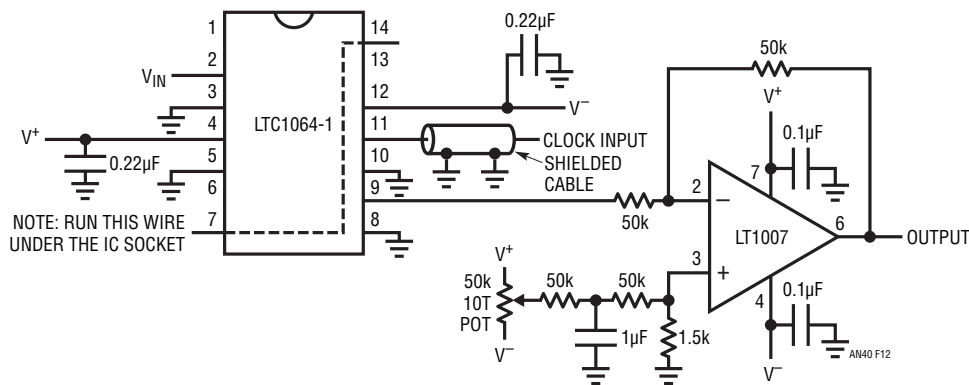 1
2
3
4
5
6
7
14
13
12
11
10
9
8
LTC1064-1
V_IN
V+
0.22µF
NOTE: RUN THIS WIRE
UNDER THE IC SOCKET
0.22µF
V–
CLOCK INPUT
SHIELDED
CABLE
50k
50k
V+
0.1µF
7
2
–
3
+
LT1007
6
OUTPUT
4
0.1µF
V–
V+
50k
10T
POT
V–
50k
50k
1µF
1.5k
AN40 F12